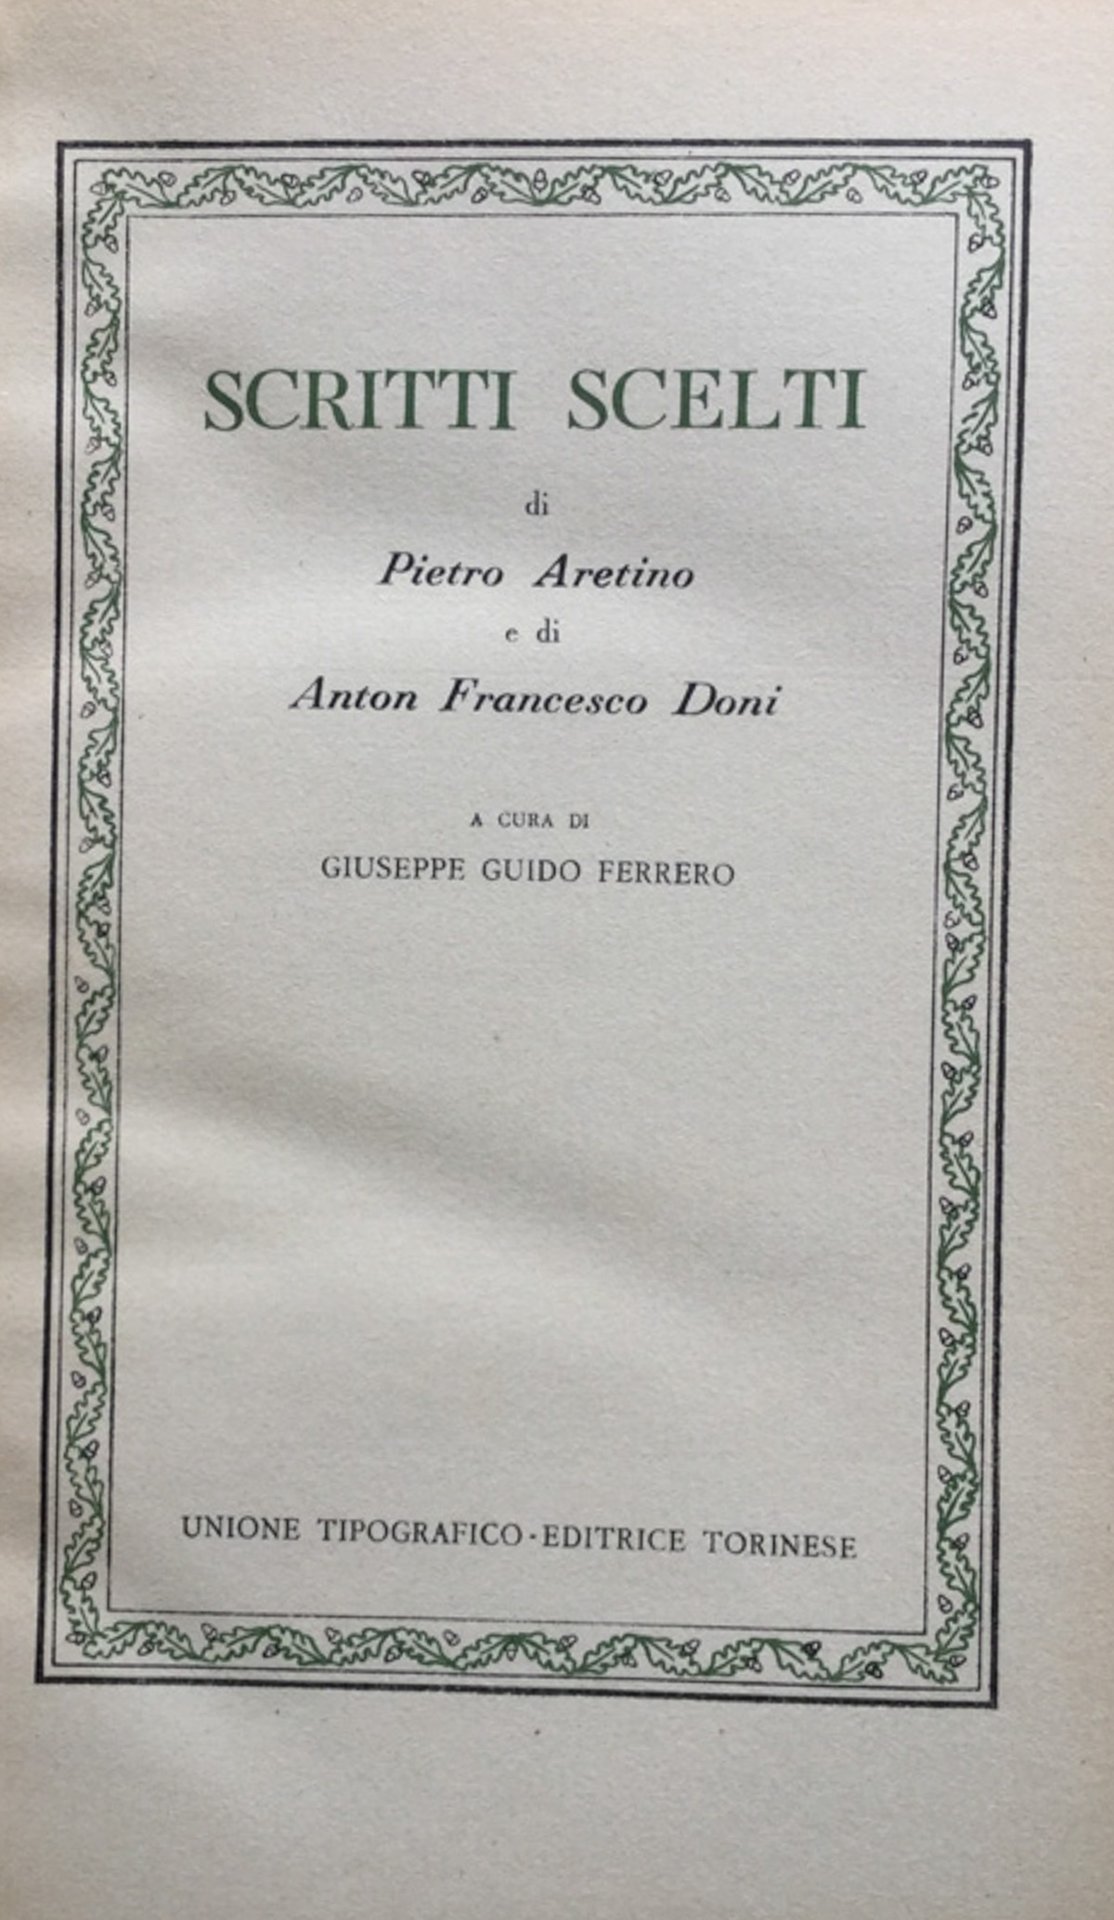 SCRITTI SCELTI
di
Pietro Aretino
e di
Anton Francesco Doni
A CURA DI
GIUSEPPE GUIDO FERRERO
UNIONE TIPOGRAFICO-EDITRICE TORINESE